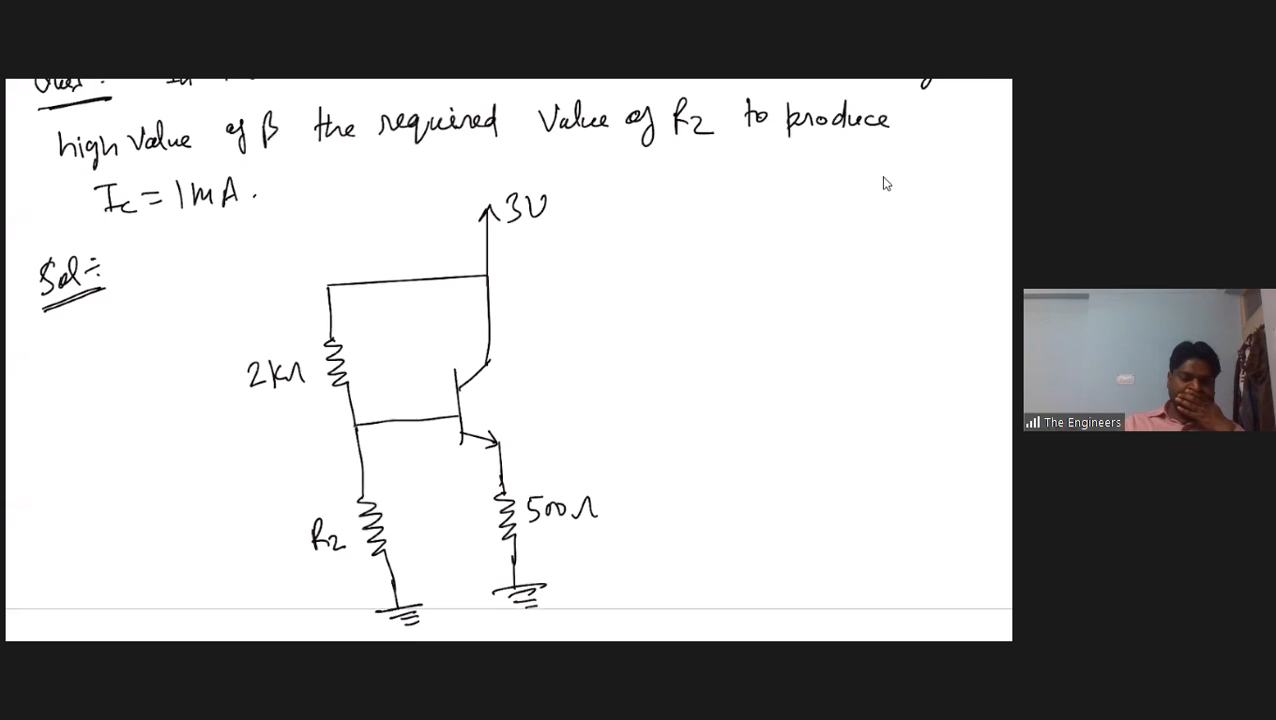 high value of β the required value of R2 to produce
Ic = 1mA.
Sol ÷
3V
2kΩ
R2
500Ω
The Engineers